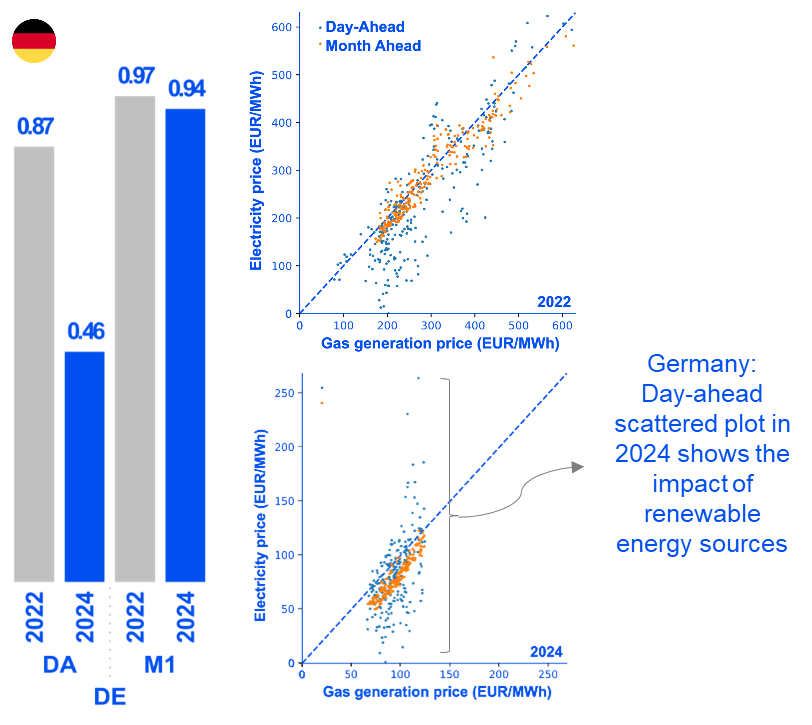 0.87
0.46
0.97
0.94
2022
2024
2022
2024
DA
M1
DE
Day-Ahead
Month Ahead
Electricity price (EUR/MWh)
600
500
400
300
200
100
0
0 100 200 300 400 500 600
2022
Gas generation price (EUR/MWh)
Electricity price (EUR/MWh)
250
200
150
100
50
0
0 50 100 150 200 250
2024
Gas generation price (EUR/MWh)
Germany:
Day-ahead
scattered plot in
2024 shows the
impact of
renewable
energy sources